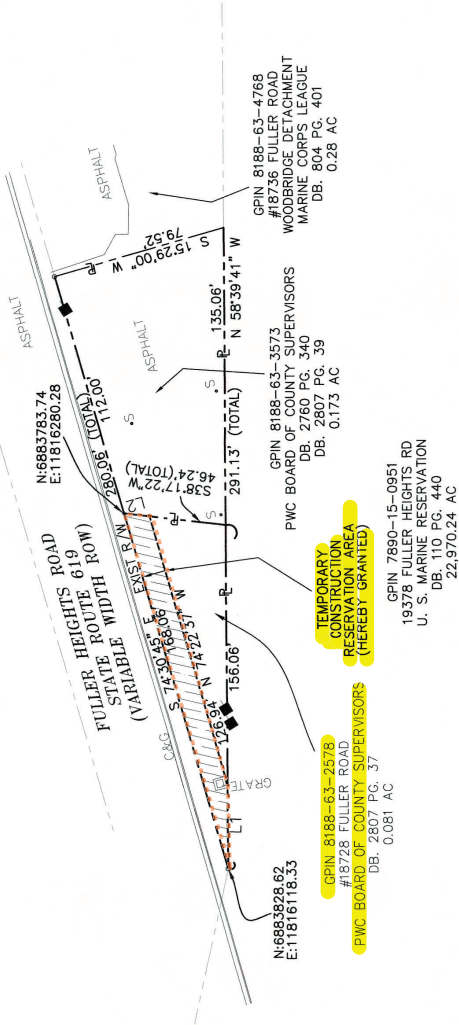 FULLER HEIGHTS ROAD
STATE ROUTE 619
(VARIABLE WIDTH ROW)
ASPHALT
ASPHALT
ASPHALT
N:6883783.74
E:11816280.28
280.06' (TOTAL)
112.00'
S 15°29'00" W
79.52'
GPIN 8188-63-4768
#18736 FULLER ROAD
WOODBRIDGE DETACHMENT
MARINE CORPS LEAGUE
DB. 804 PG. 401
0.28 AC
C&G
EXIST R/W
S 74°30'45" E
168.06'
N 74°22'37" W
126.94'
L2
S38°17'22"W
46.24'(TOTAL)
P
P
P
P
S
S
S
135.06'
N 58°39'41" W
291.13' (TOTAL)
156.06'
GRATE
L1
N:6883828.62
E:11816118.33
GPIN 8188-63-3573
PWC BOARD OF COUNTY SUPERVISORS
DB. 2760 PG. 340
DB. 2807 PG. 39
0.173 AC
TEMPORARY
CONSTRUCTION
RESERVATION AREA
(HEREBY GRANTED)
GPIN 8188-63-2578
#18728 FULLER ROAD
PWC BOARD OF COUNTY SUPERVISORS
DB. 2807 PG. 37
0.081 AC
GPIN 7890-15-0951
19378 FULLER HEIGHTS RD
U. S. MARINE RESERVATION
DB. 110 PG. 440
22,970.24 AC